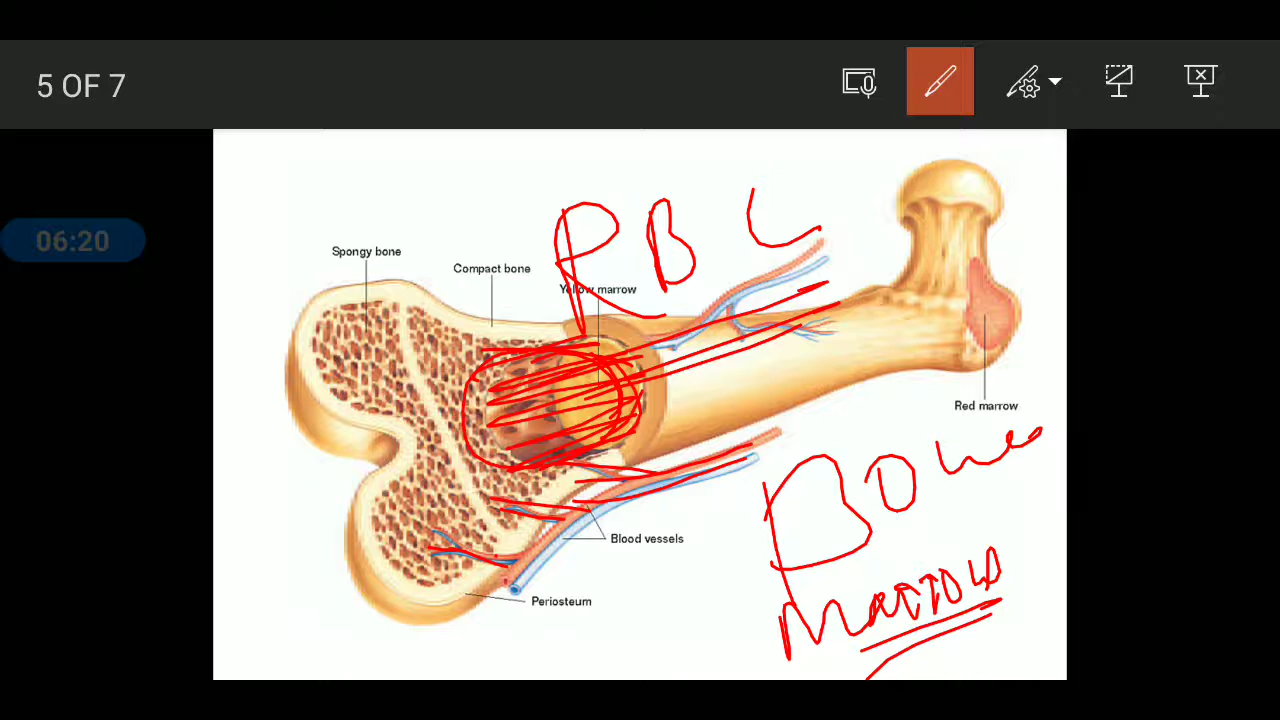 5 OF 7
06:20
RBC
Spongy bone
Compact bone
Yellow marrow
Red marrow
Bone
marrow
Blood vessels
Periosteum